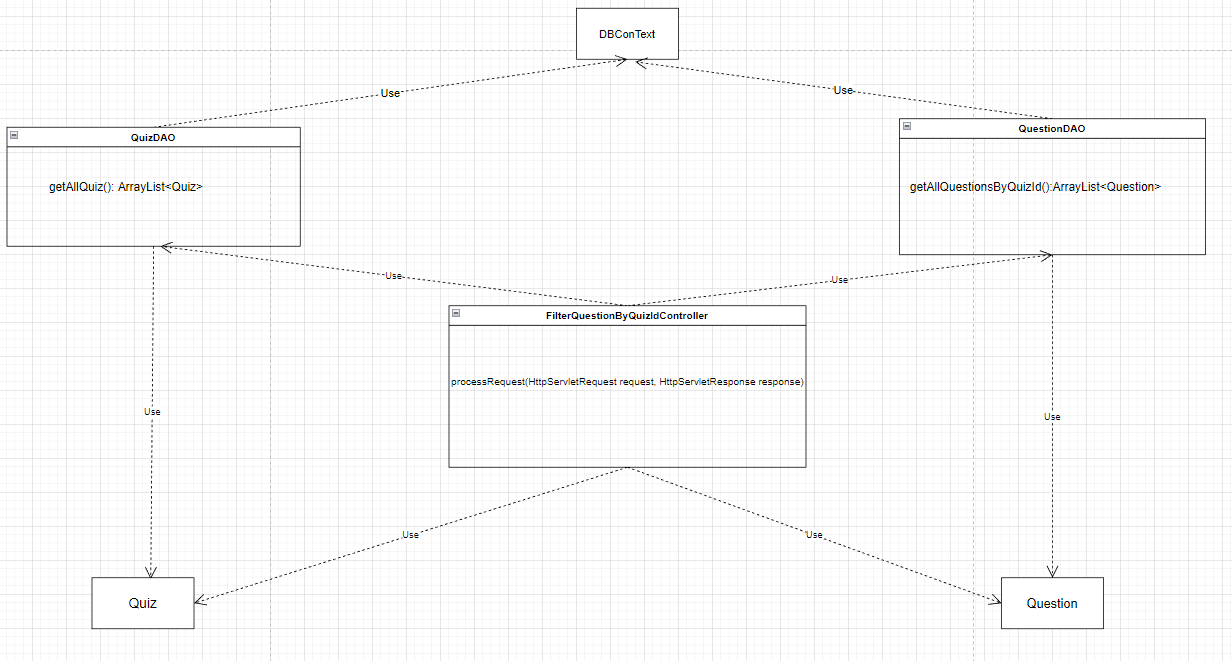 DBConText
Use
Use
QuizDAO
QuestionDAO
getAllQuiz(): ArrayList<Quiz>
getAllQuestionsByQuizId():ArrayList<Question>
Use
Use
FilterQuestionByQuizIdController
processRequest(HttpServletRequest request, HttpServletResponse response)
Use
Use
Use
Use
Quiz
Question